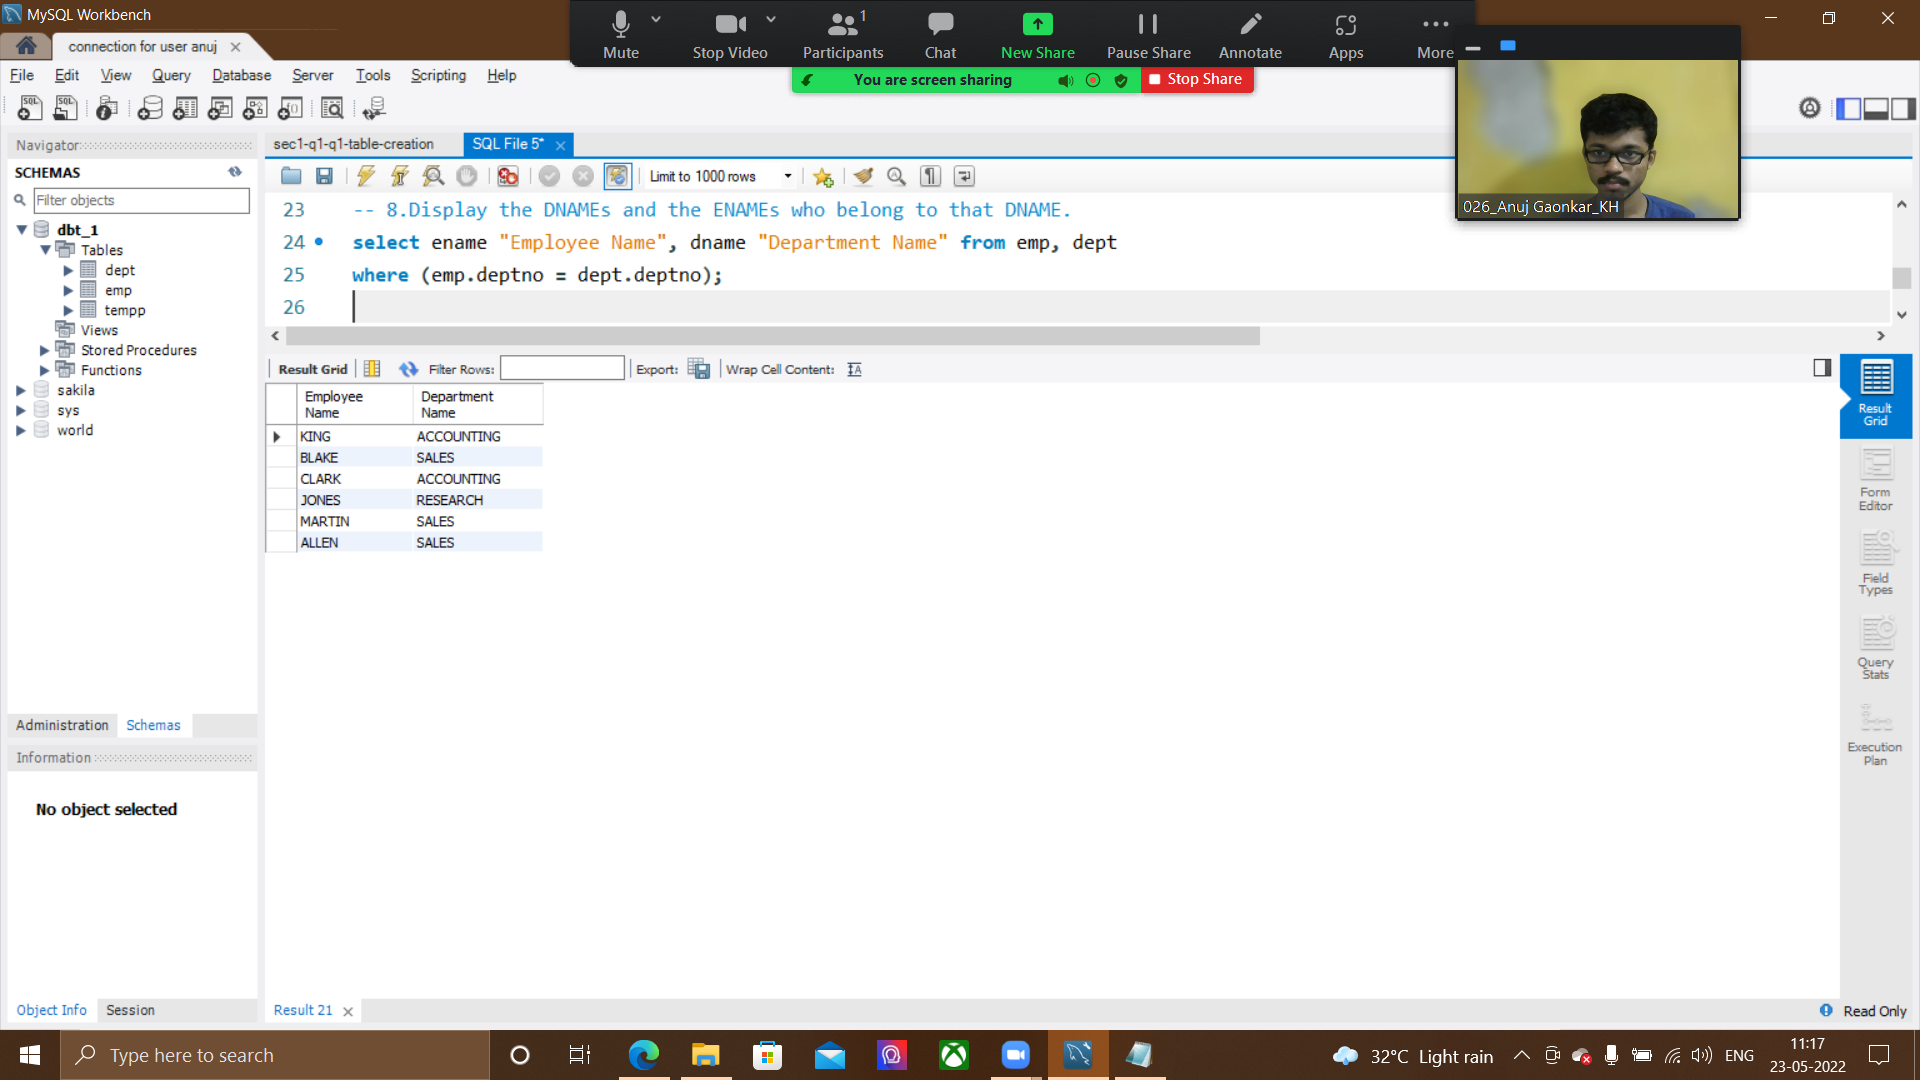 MySQL Workbench
connection for user anuj
File Edit View Query Database Server Tools Scripting Help
Mute Stop Video Participants 1 Chat New Share Pause Share Annotate Apps More
You are screen sharing Stop Share
026_Anuj Gaonkar_KH
Navigator
SCHEMAS
Filter objects
dbt_1
Tables
dept
emp
tempp
Views
Stored Procedures
Functions
sakila
sys
world
Administration Schemas
Information
No object selected
Object Info Session
sec1-q1-q1-table-creation SQL File 5*
Limit to 1000 rows
23 -- 8.Display the DNAMEs and the ENAMEs who belong to that DNAME.
24 select ename "Employee Name", dname "Department Name" from emp, dept
25 where (emp.deptno = dept.deptno);
26
Result Grid Filter Rows: Export: Wrap Cell Content:
Employee Name Department Name
KING ACCOUNTING
BLAKE SALES
CLARK ACCOUNTING
JONES RESEARCH
MARTIN SALES
ALLEN SALES
Result Grid
Form Editor
Field Types
Query Stats
Execution Plan
Result 21
Read Only
Type here to search
32°C Light rain
ENG
11:17
23-05-2022